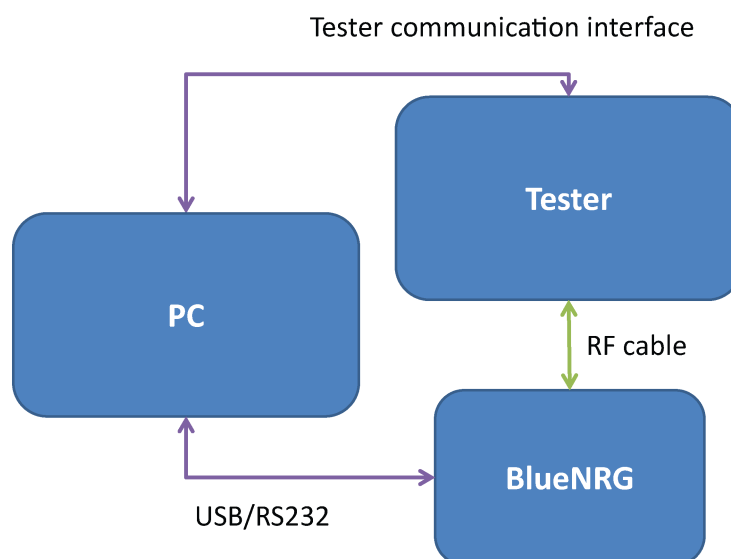 Tester communication interface
Tester
PC
RF cable
BlueNRG
USB/RS232